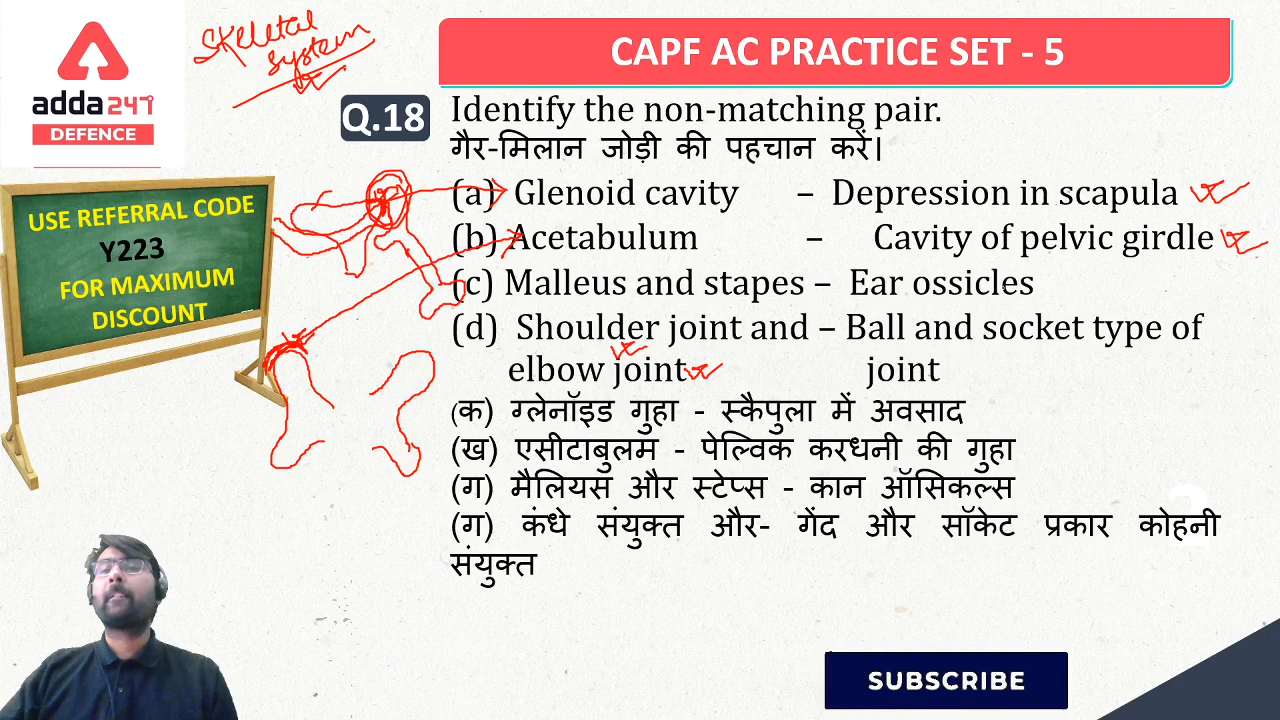 Skeletal
system
adda247
DEFENCE
USE REFERRAL CODE
Y223
FOR MAXIMUM
DISCOUNT
CAPF AC PRACTICE SET - 5
Q.18 Identify the non-matching pair.
गैर-मिलान जोड़ी की पहचान करें।
(a) Glenoid cavity – Depression in scapula
(b) Acetabulum – Cavity of pelvic girdle
(c) Malleus and stapes – Ear ossicles
(d) Shoulder joint and – Ball and socket type of
elbow joint joint
(क) ग्लेनॉइड गुहा - स्कैपुला में अवसाद
(ख) एसीटाबुलम - पेल्विक करधनी की गुहा
(ग) मैलियस और स्टेप्स - कान ऑसिकल्स
(ग) कंधे संयुक्त और- गेंद और सॉकेट प्रकार कोहनी
संयुक्त
SUBSCRIBE